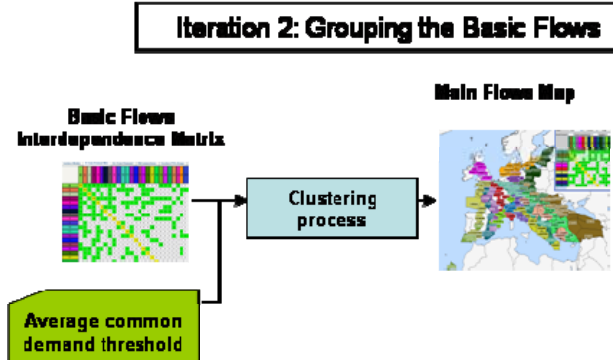 Iteration 2: Grouping the Basic Flows
Main Flows Map
Basic Flows
Interdependence Matrix
Clustering
process
Average common
demand threshold